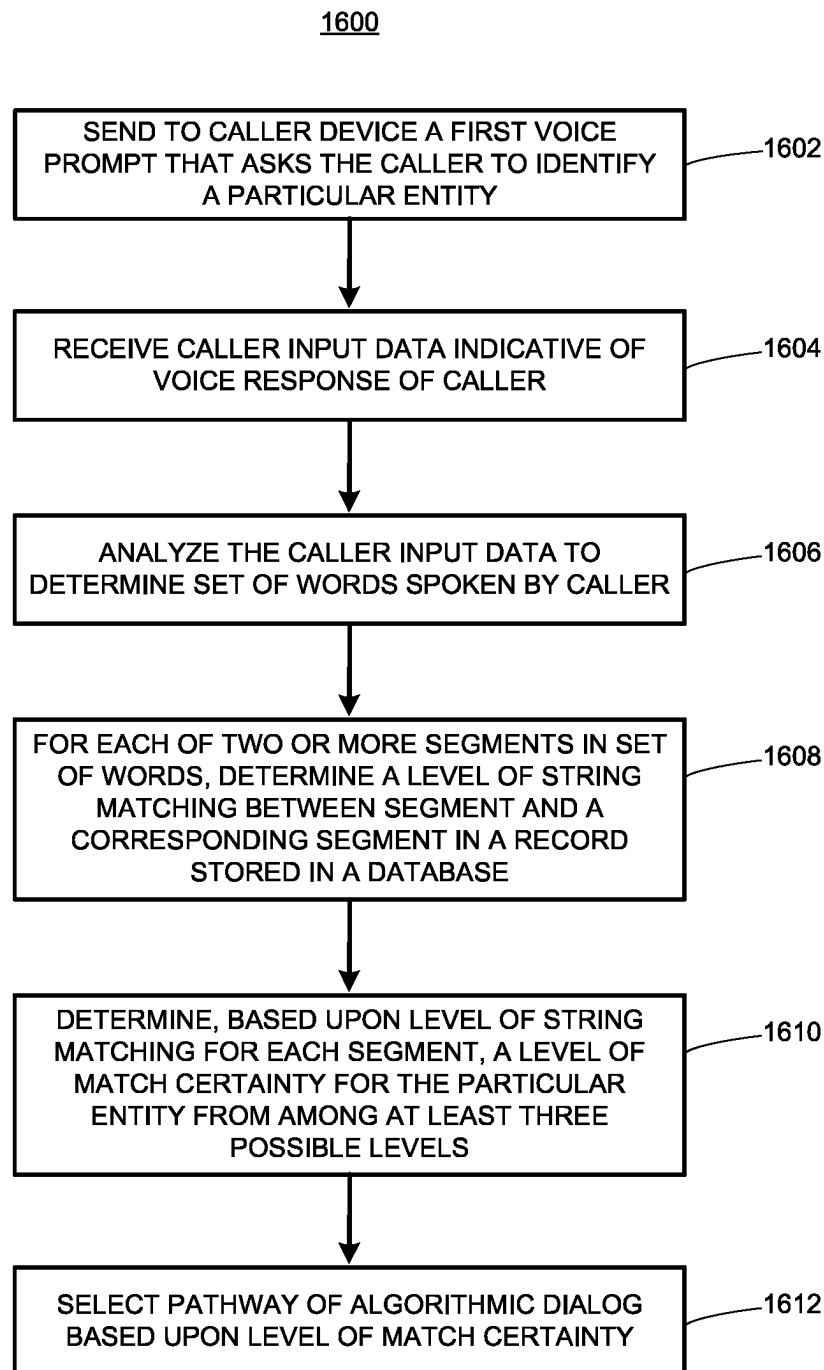 1600
SEND TO CALLER DEVICE A FIRST VOICE
PROMPT THAT ASKS THE CALLER TO IDENTIFY
A PARTICULAR ENTITY
1602
RECEIVE CALLER INPUT DATA INDICATIVE OF
VOICE RESPONSE OF CALLER
1604
ANALYZE THE CALLER INPUT DATA TO
DETERMINE SET OF WORDS SPOKEN BY CALLER
1606
FOR EACH OF TWO OR MORE SEGMENTS IN SET
OF WORDS, DETERMINE A LEVEL OF STRING
MATCHING BETWEEN SEGMENT AND A
CORRESPONDING SEGMENT IN A RECORD
STORED IN A DATABASE
1608
DETERMINE, BASED UPON LEVEL OF STRING
MATCHING FOR EACH SEGMENT, A LEVEL OF
MATCH CERTAINTY FOR THE PARTICULAR
ENTITY FROM AMONG AT LEAST THREE
POSSIBLE LEVELS
1610
SELECT PATHWAY OF ALGORITHMIC DIALOG
BASED UPON LEVEL OF MATCH CERTAINTY
1612